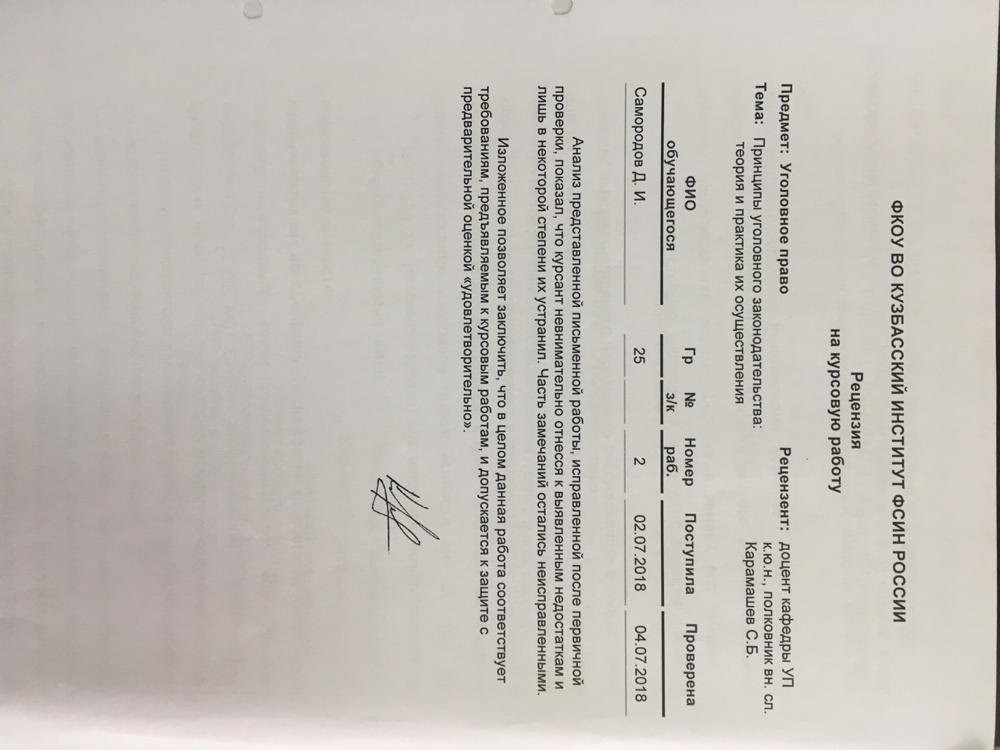 ФКОУ ВО КУЗБАССКИЙ ИНСТИТУТ ФСИН РОССИИ
Рецензия
на курсовую работу
Предмет: Уголовное право
Тема: Принципы уголовного законодательства:
теория и практика их осуществления
Рецензент: доцент кафедры УП
к.ю.н., полковник вн. сл.
Карамашев С.Б.
ФИО обучающегося Гр № з/к Номер раб. Поступила Проверена
Самородов Д. И. 25 2 02.07.2018 04.07.2018
Анализ представленной письменной работы, исправленной после первичной
проверки, показал, что курсант невнимательно отнесся к выявленным недостаткам и
лишь в некоторой степени их устранил. Часть замечаний остались неисправленными.
Изложенное позволяет заключить, что в целом данная работа соответствует
требованиям, предъявляемым к курсовым работам, и допускается к защите с
предварительной оценкой «удовлетворительно».